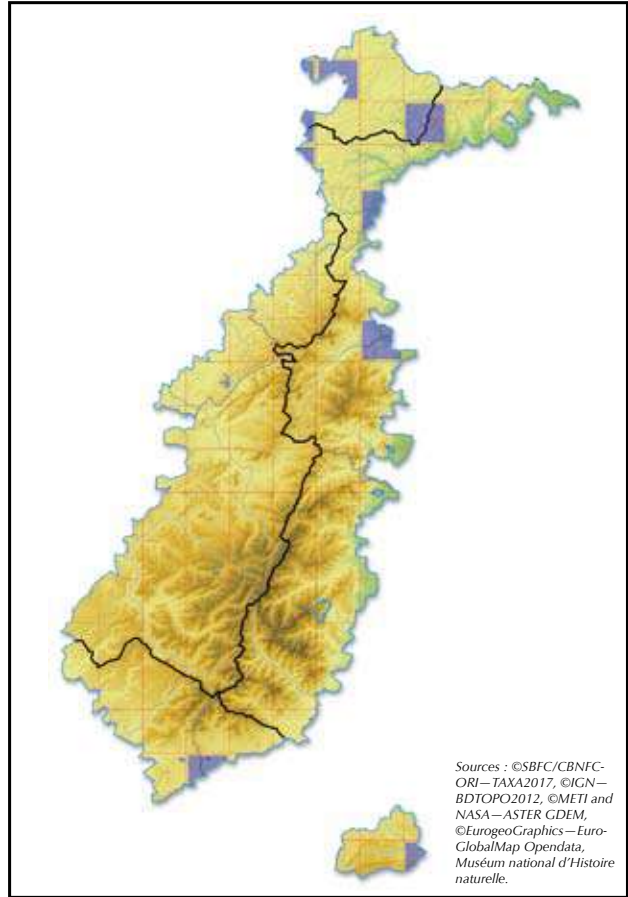 Sources : ©SBFC/CBNFC-
ORI—TAXA2017, ©IGN—
BDTOPO2012, ©METI and
NASA—ASTER GDEM,
©EurogeoGraphics—Euro-
GlobalMap Opendata,
Muséum national d'Histoire
naturelle.